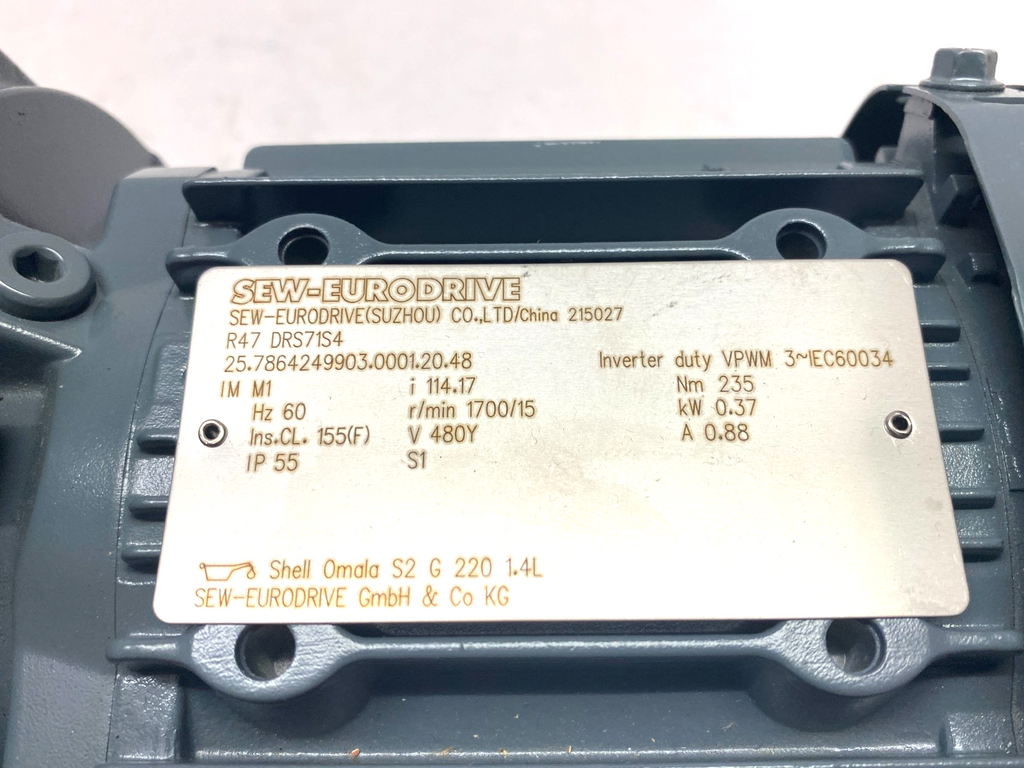 SEW-EURODRIVE
SEW-EURODRIVE(SUZHOU) CO.,LTD/China 215027
R47 DRS71S4
25.7864249903.0001.20.48 Inverter duty VPWM 3~IEC60034
IM M1 i 114.17 Nm 235
Hz 60 r/min 1700/15 kW 0.37
Ins.CL. 155(F) V 480Y A 0.88
IP 55 S1
Shell Omala S2 G 220 1.4L
SEW-EURODRIVE GmbH & Co KG